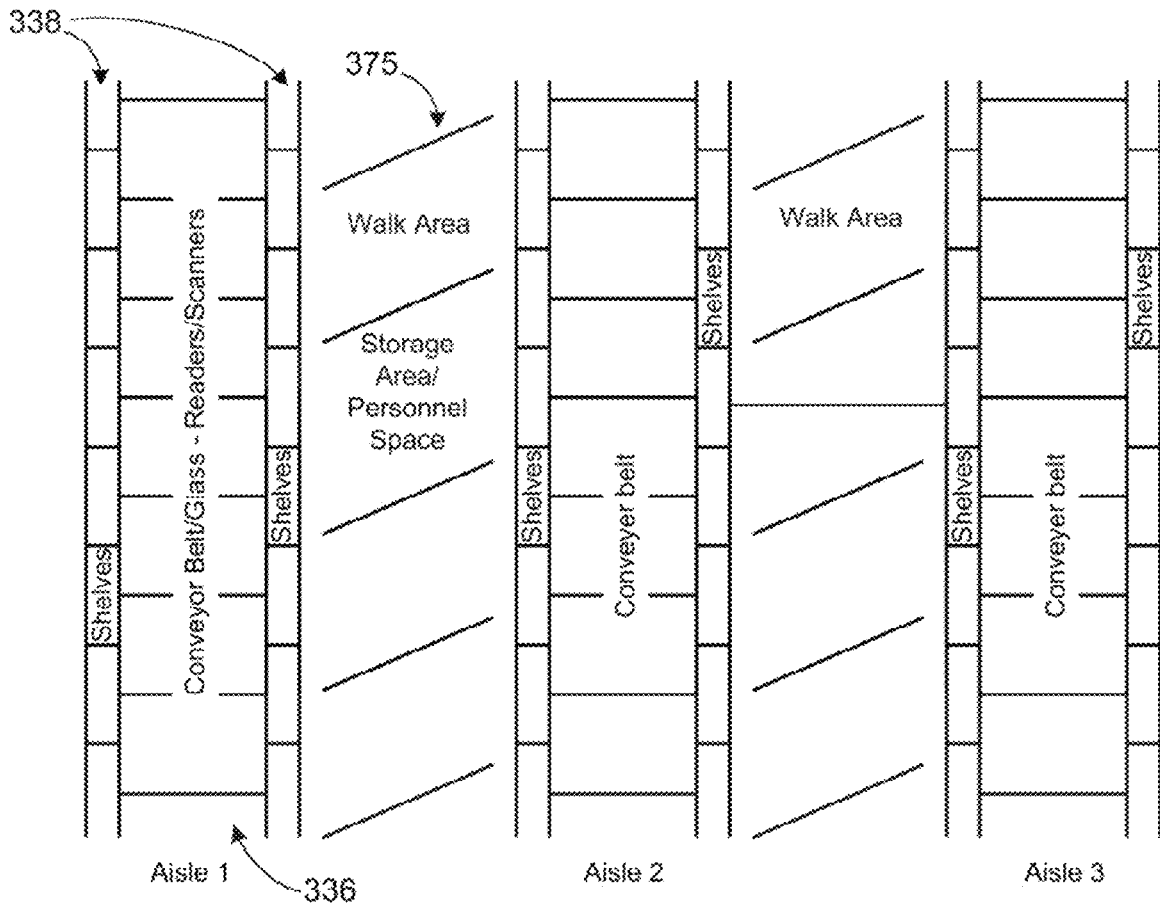 338
375
Walk Area
Walk Area
Conveyor Belt/Glass - Readers/Scanners
Shelves
Shelves
Storage
Area/
Personnel
Space
Shelves
Shelves
Shelves
Shelves
Conveyer belt
Conveyer belt
Aisle 1
336
Aisle 2
Aisle 3